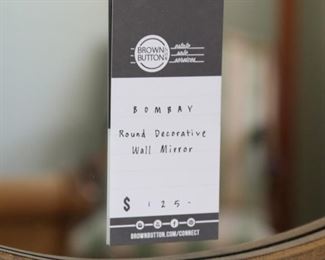 BROWN
BUTTON
estate
sale
services
BOMBAY
Round Decorative
Wall Mirror
$ 125-
BROWNBUTTON.COM/CONNECT